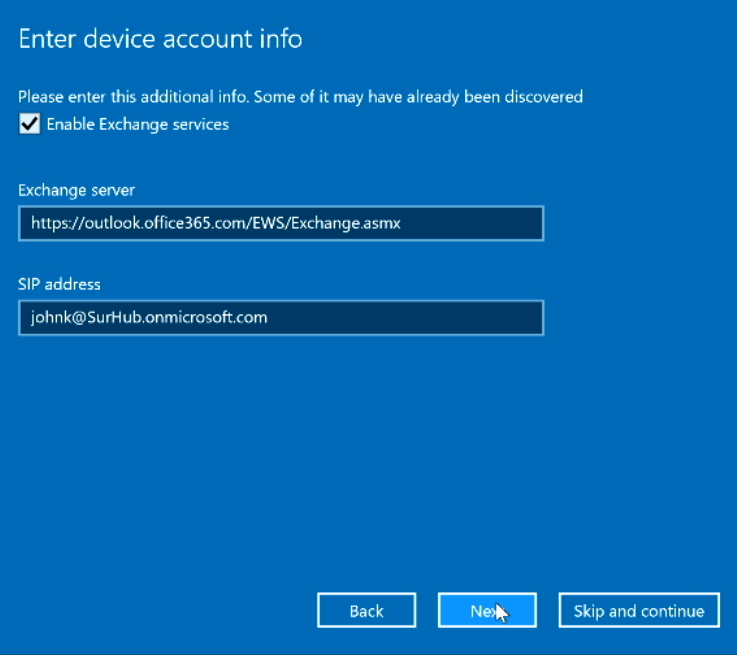 Enter device account info
Please enter this additional info. Some of it may have already been discovered
Enable Exchange services
Exchange server
https://outlook.office365.com/EWS/Exchange.asmx
SIP address
johnk@SurHub.onmicrosoft.com
Back
Next
Skip and continue